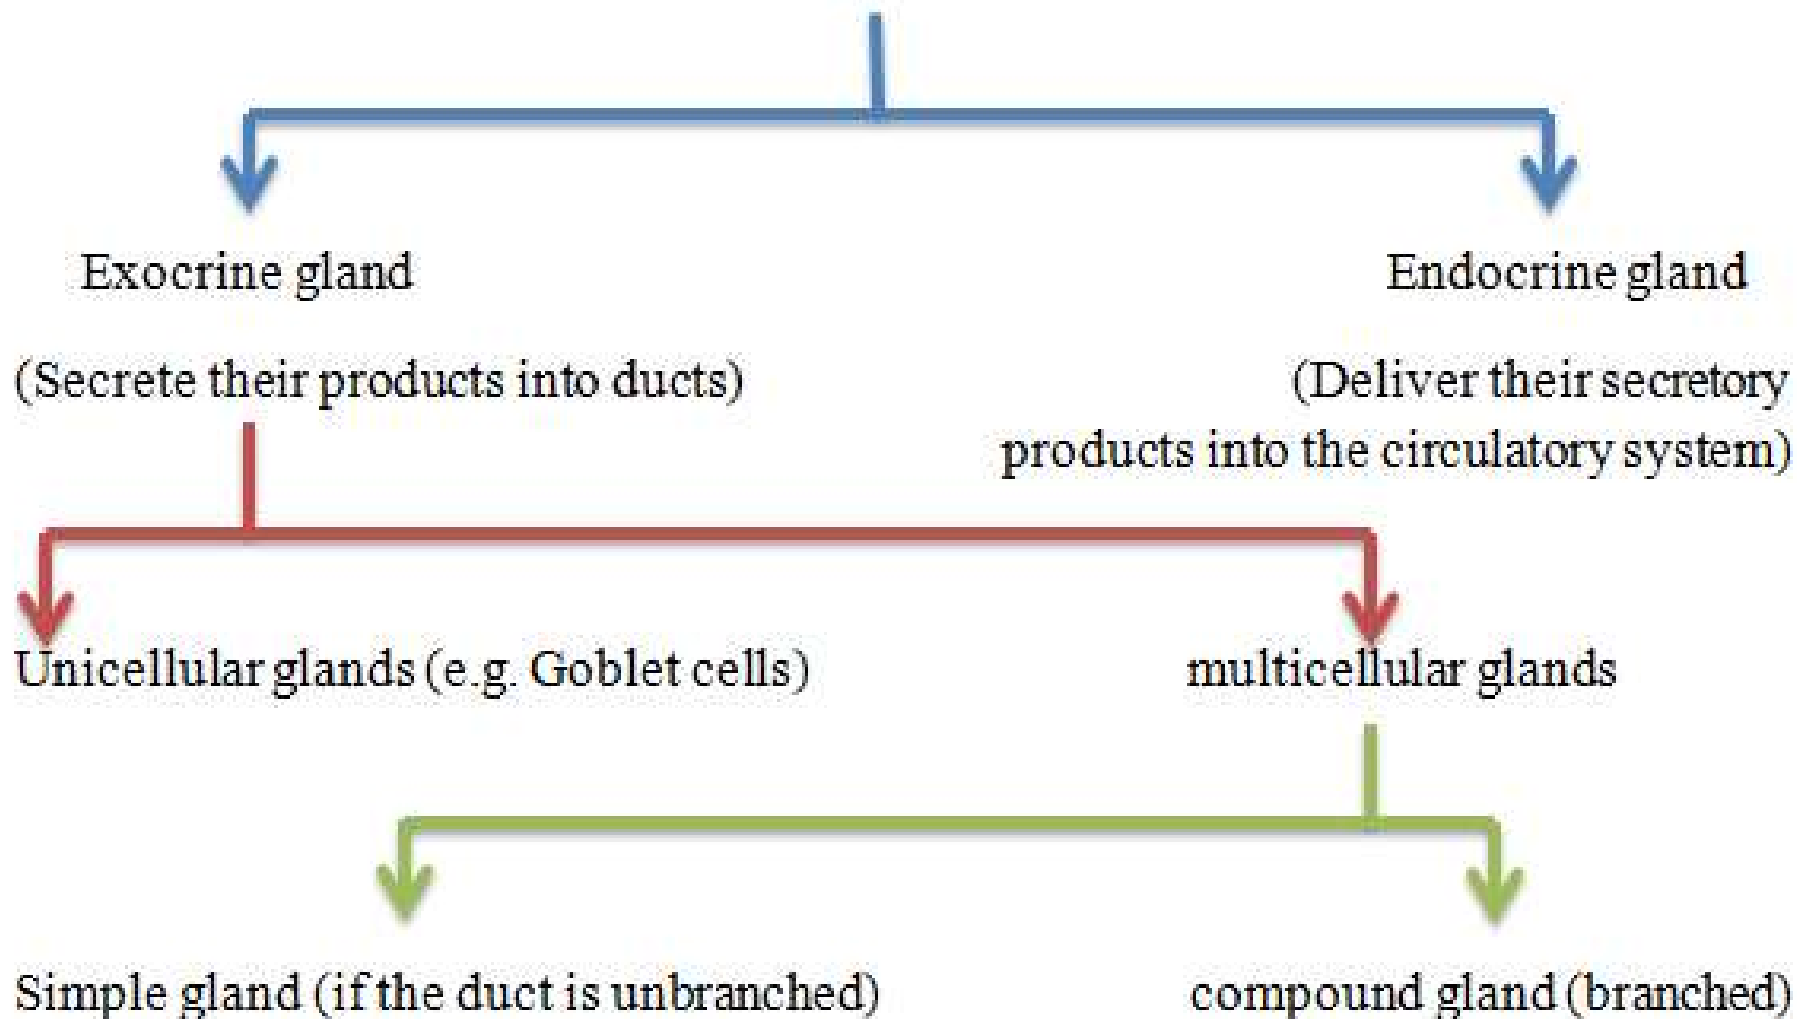 Exocrine gland
Endocrine gland
(Secrete their products into ducts)
(Deliver their secretory
products into the circulatory system)
Unicellular glands (e.g. Goblet cells)
multicellular glands
Simple gland (if the duct is unbranched)
compound gland (branched)